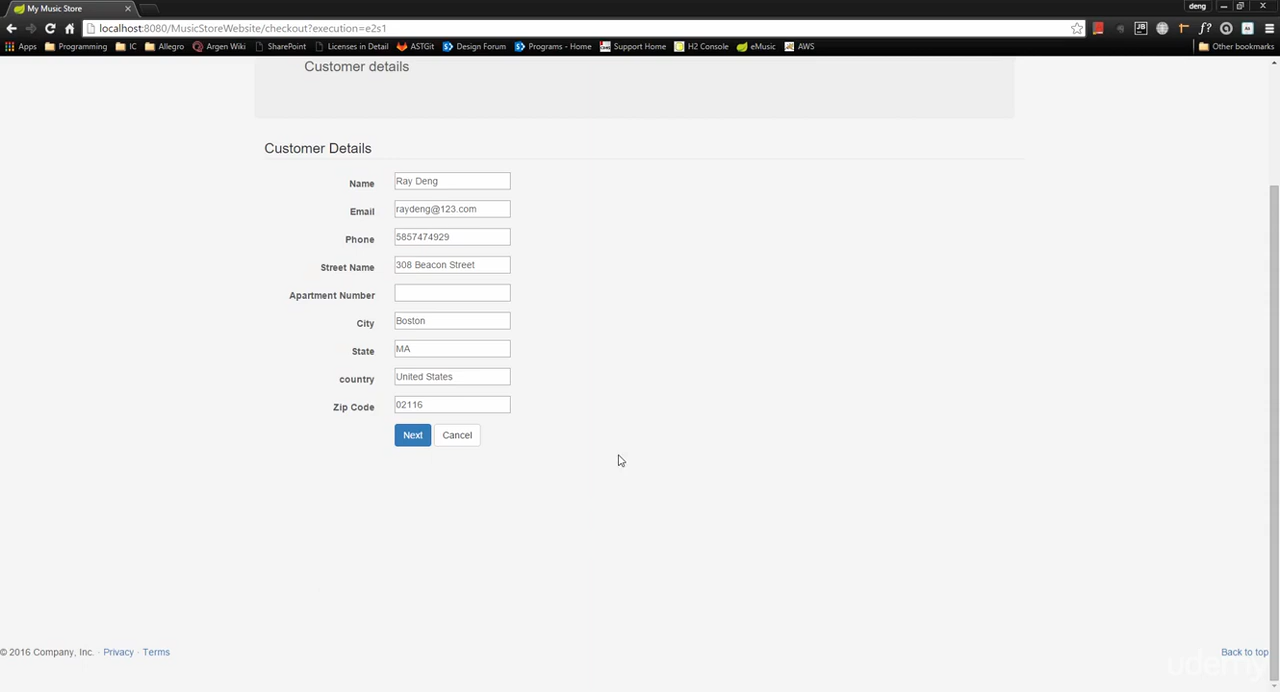 My Music Store
deng
localhost:8080/MusicStoreWebsite/checkout?execution=e2s1
Apps Programming IC Allegro Argen Wiki SharePoint Licenses in Detail ASTGit Design Forum Programs - Home Support Home H2 Console eMusic AWS Other bookmarks
Customer details
Customer Details
Name Ray Deng
Email raydeng@123.com
Phone 5857474929
Street Name 308 Beacon Street
Apartment Number
City Boston
State MA
country United States
Zip Code 02116
Next Cancel
© 2016 Company, Inc. · Privacy · Terms
Back to top
udemy